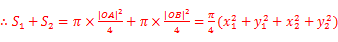 ∴ S₁ + S₂ = π × |OA|²/4 + π × |OB|²/4 = π/4 (x₁² + y₁² + x₂² + y₂²)